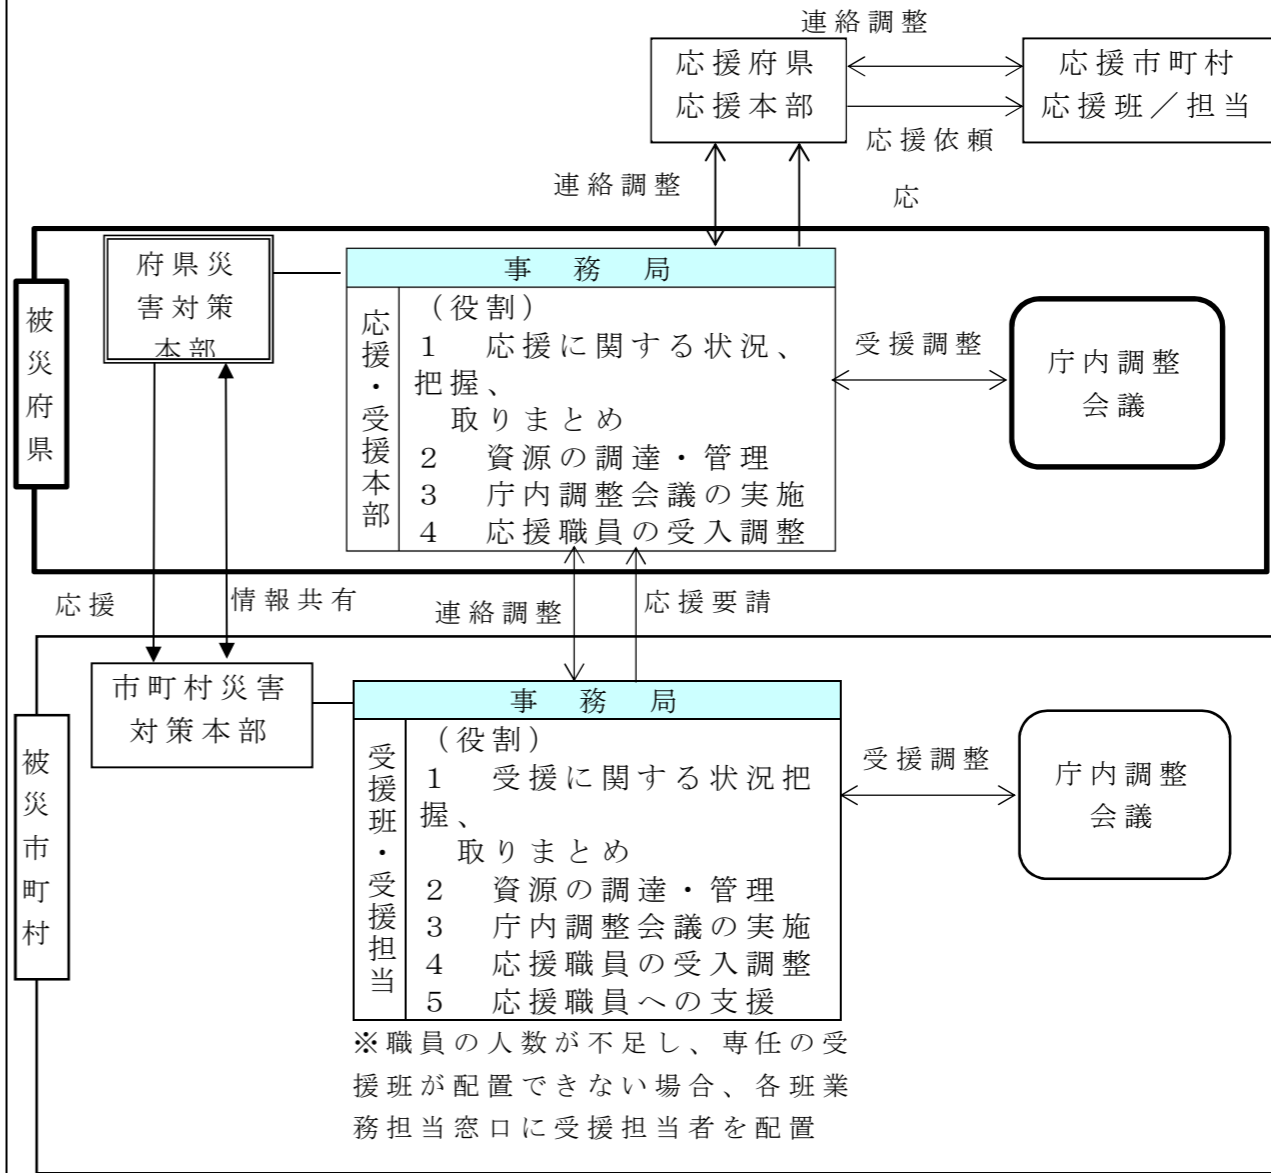 連絡調整
応援府県
応援本部
応援市町村
応援班／担当
応援依頼
連絡調整
応
被災府県
府県災
害対策
本部
事務局
応援・受援本部
（役割）
１　応援に関する状況、
把握、
取りまとめ
２　資源の調達・管理
３　庁内調整会議の実施
４　応援職員の受入調整
受援調整
庁内調整
会議
応援
情報共有
連絡調整
応援要請
被災市町村
市町村災害
対策本部
事務局
受援班・受援担当
（役割）
１　受援に関する状況把
握、
取りまとめ
２　資源の調達・管理
３　庁内調整会議の実施
４　応援職員の受入調整
５　応援職員への支援
受援調整
庁内調整
会議
※職員の人数が不足し、専任の受
援班が配置できない場合、各班業
務担当窓口に受援担当者を配置